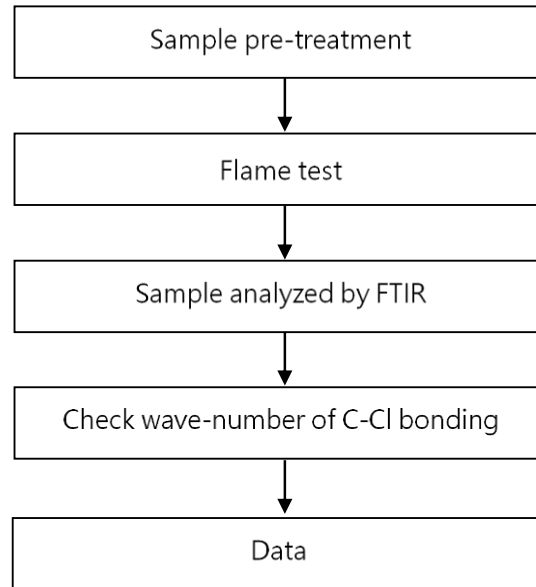 Sample pre-treatment
Flame test
Sample analyzed by FTIR
Check wave-number of C-Cl bonding
Data